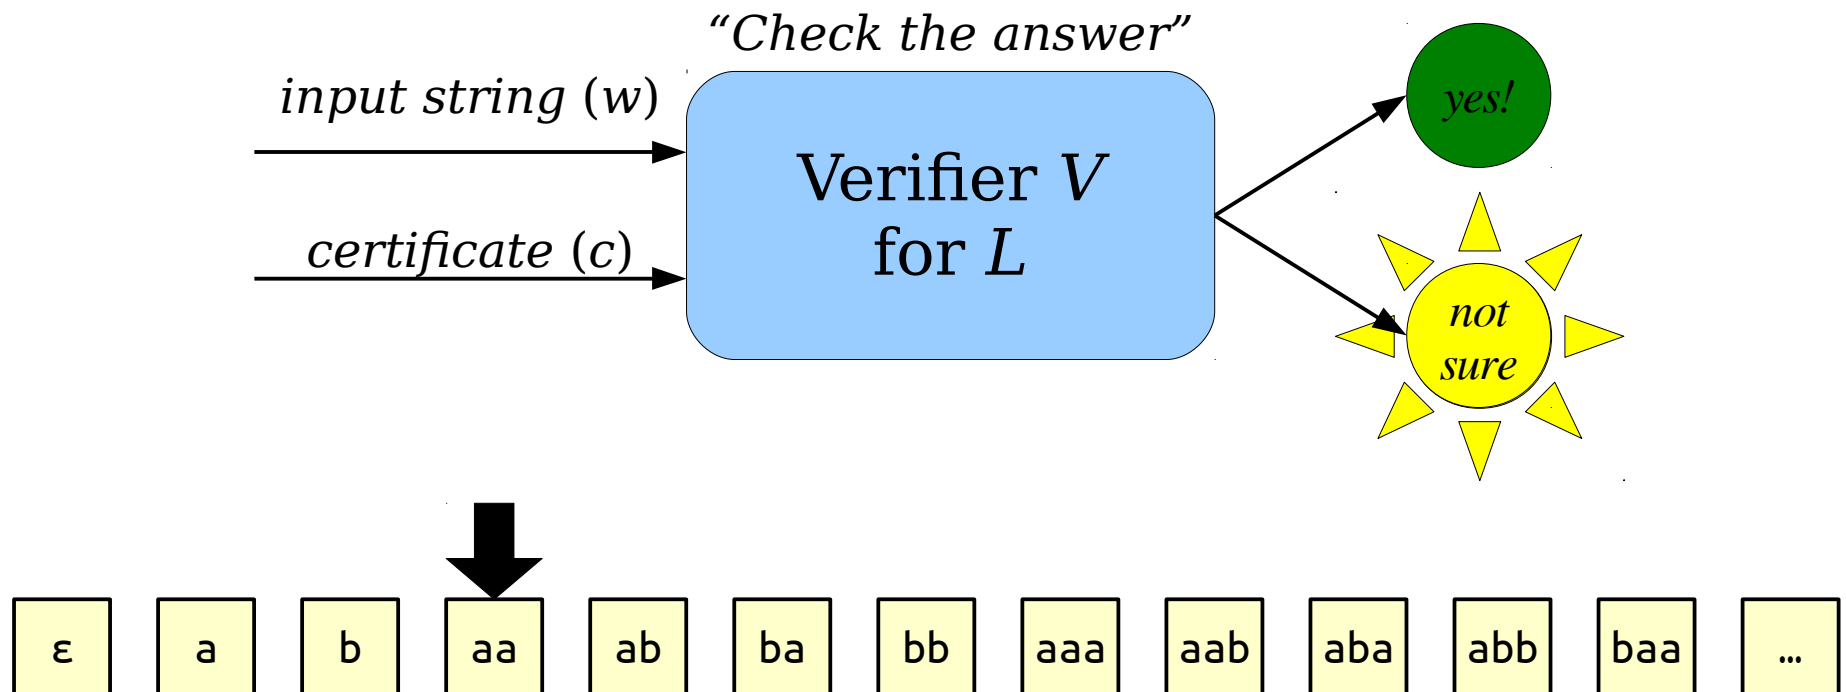 “Check the answer”
input string (w)
certificate (c)
Verifier V
for L
yes!
not
sure
ε a b aa ab ba bb aaa aab aba abb baa …